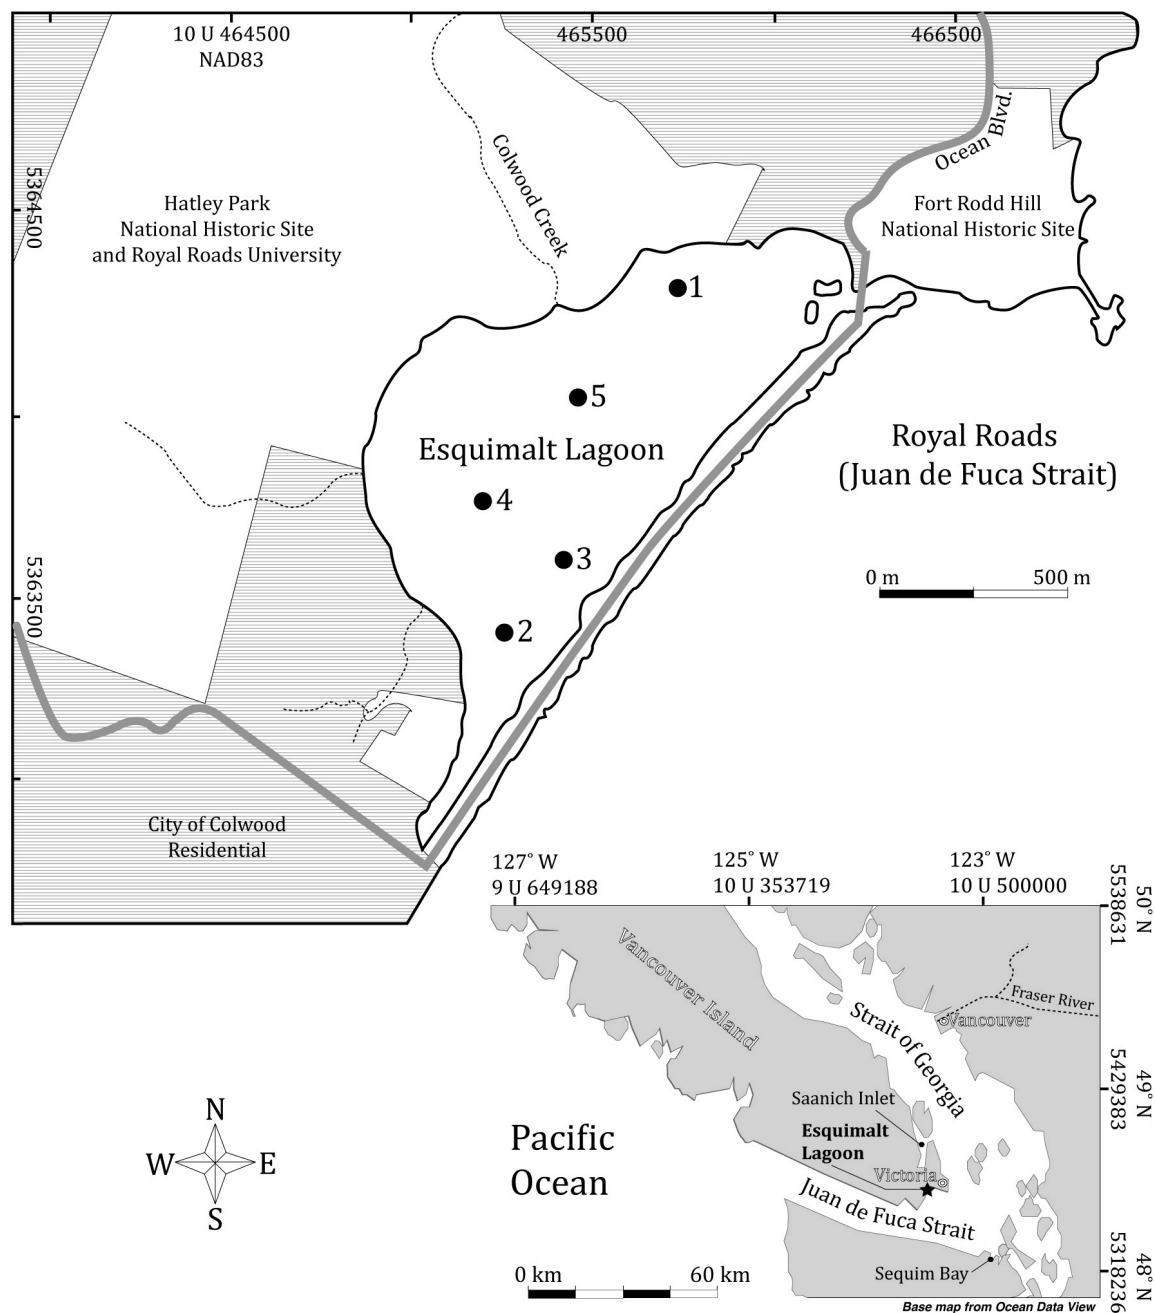 10 U 464500
NAD83
465500
466500
Ocean Blvd.
Colwood Creek
5364500
Hatley Park
National Historic Site
and Royal Roads University
Fort Rodd Hill
National Historic Site
1
5
Esquimalt Lagoon
Royal Roads
(Juan de Fuca Strait)
4
3
0 m 500 m
5363500
2
City of Colwood
Residential
127° W
9 U 649188
125° W
10 U 353719
123° W
10 U 500000
50° N
5538631
Vancouver Island
Fraser River
Vancouver
Strait of Georgia
49° N
5429383
Saanich Inlet
Esquimalt
Lagoon
Victoria
N
W E
S
Pacific
Ocean
Juan de Fuca Strait
Sequim Bay
48° N
5318236
0 km 60 km
Base map from Ocean Data View